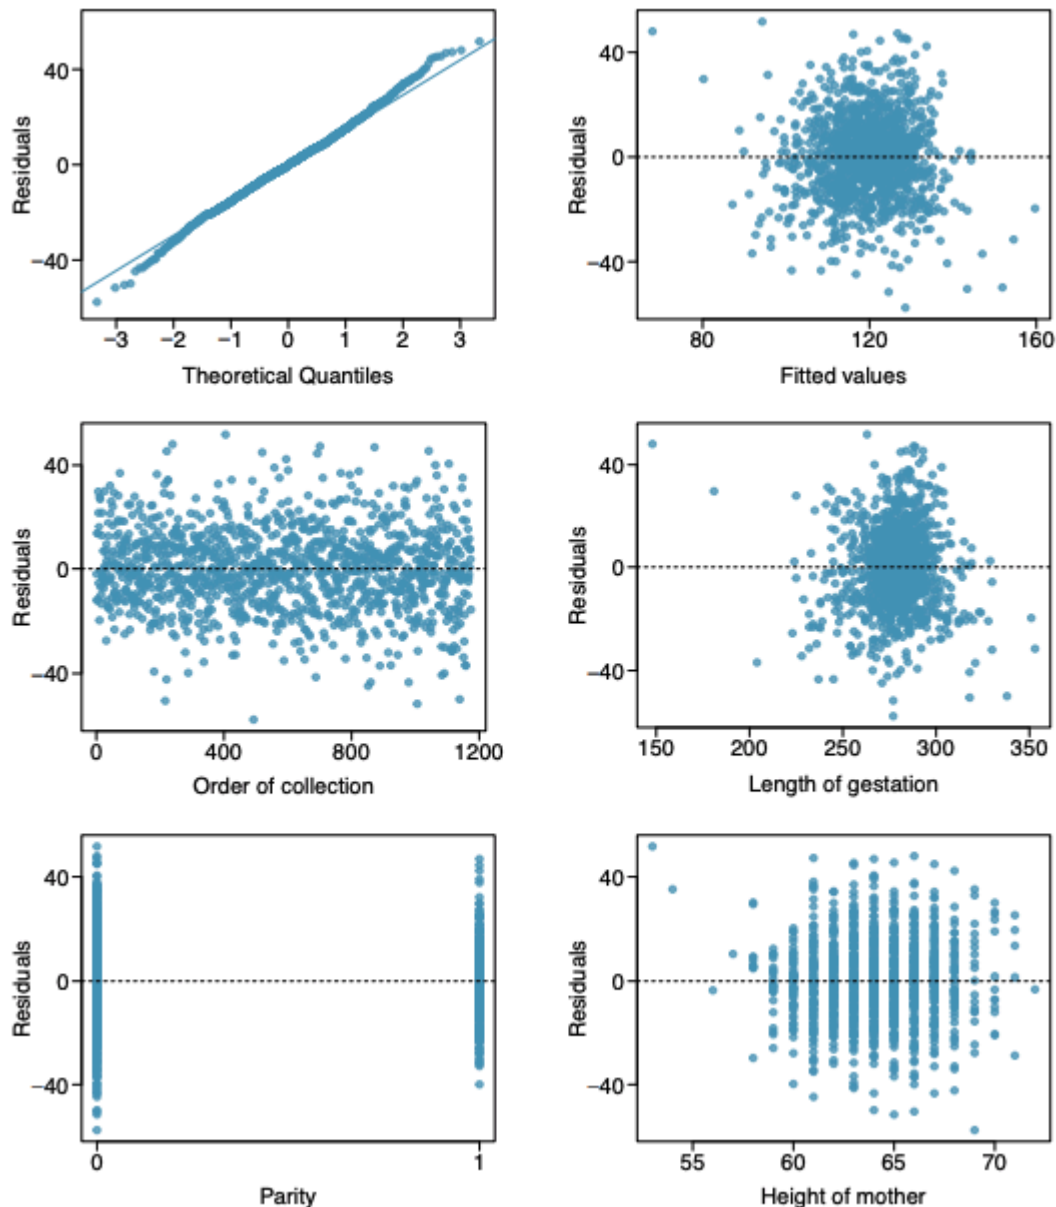 Residuals
40
0
−40
−3 −2 −1 0 1 2 3
Theoretical Quantiles
Residuals
40
0
−40
80 100 120 140 160
Fitted values
Residuals
40
0
−40
0 400 800 1200
Order of collection
Residuals
40
0
−40
150 200 250 300 350
Length of gestation
Residuals
40
0
−40
0 1
Parity
Residuals
40
0
−40
55 60 65 70
Height of mother